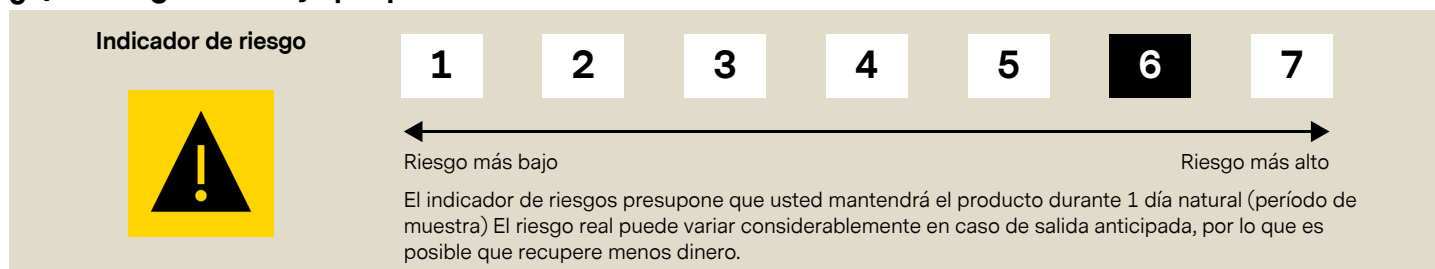 Indicador de riesgo
1 2 3 4 5 6 7
Riesgo más bajo Riesgo más alto
El indicador de riesgos presupone que usted mantendrá el producto durante 1 día natural (período de
muestra) El riesgo real puede variar considerablemente en caso de salida anticipada, por lo que es
posible que recupere menos dinero.